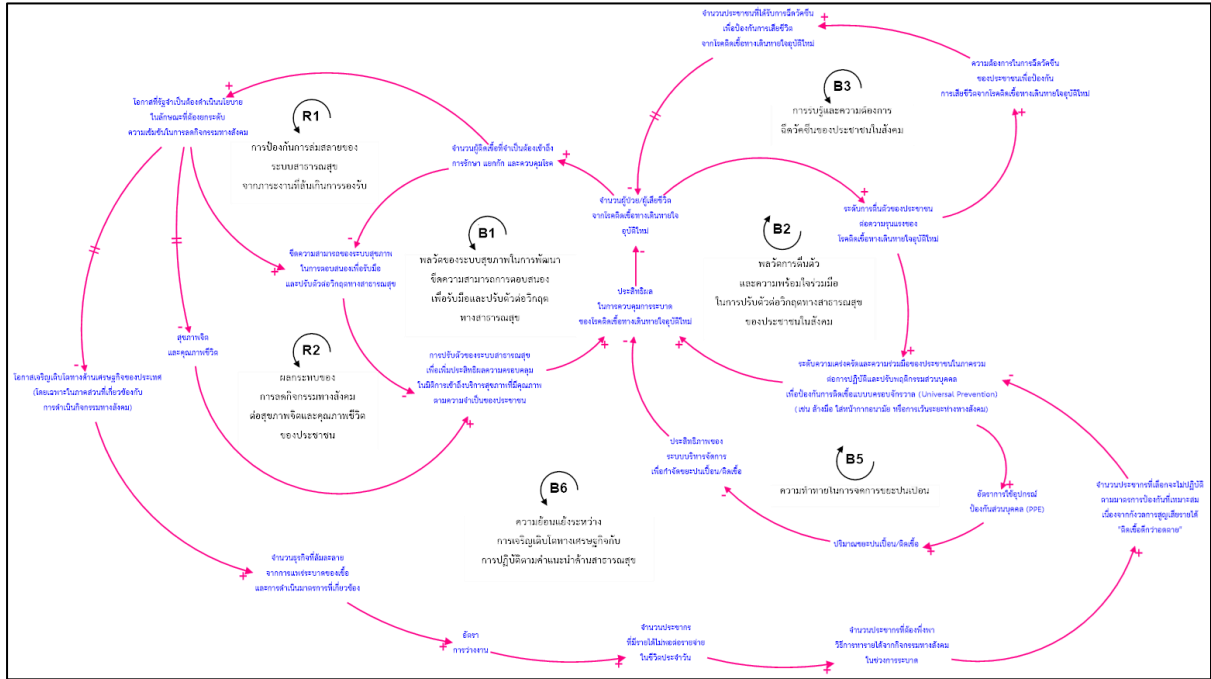 จำนวนประชาชนที่ได้รับการฉีดวัคซีน
เพื่อป้องกันการเสียชีวิต
จากโรคติดเชื้อทางเดินหายใจอุบัติใหม่
ความต้องการในการฉีดวัคซีน
ของประชาชนเพื่อป้องกัน
การเสียชีวิตจากโรคติดเชื้อทางเดินหายใจอุบัติใหม่
B3
การรับรู้และความต้องการ
ฉีดวัคซีนของประชาชนในสังคม
โอกาสที่รัฐจำเป็นต้องดำเนินนโยบาย
ในลักษณะที่ต้องยกระดับ
ความเข้มข้นในการลดกิจกรรมทางสังคม
R1
การป้องกันการล่มสลายของ
ระบบสาธารณสุข
จากภาระงานที่ล้นเกินการรองรับ
จำนวนผู้ติดเชื้อที่จำเป็นต้องเข้าถึง
การรักษา แยกกัก และควบคุมโรค
จำนวนผู้ป่วย/ผู้เสียชีวิต
จากโรคติดเชื้อทางเดินหายใจ
อุบัติใหม่
ระดับการตื่นตัวของประชาชน
ต่อความรุนแรงของ
โรคติดเชื้อทางเดินหายใจอุบัติใหม่
B1
พลวัตของระบบสุขภาพในการพัฒนา
ขีดความสามารถการตอบสนอง
เพื่อรับมือและปรับตัวต่อวิกฤต
ทางสาธารณสุข
B2
พลวัตการตื่นตัว
และความพร้อมใจร่วมมือ
ในการปรับตัวต่อวิกฤตทางสาธารณสุข
ของประชาชนในสังคม
ขีดความสามารถของระบบสุขภาพ
ในการตอบสนองเพื่อรับมือ
และปรับตัวต่อวิกฤตทางสาธารณสุข
ประสิทธิผล
ในการควบคุมการระบาด
ของโรคติดเชื้อทางเดินหายใจอุบัติใหม่
สุขภาพจิต
และคุณภาพชีวิต
R2
ผลกระทบของ
การลดกิจกรรมทางสังคม
ต่อสุขภาพจิตและคุณภาพชีวิต
ของประชาชน
การปรับตัวของระบบสาธารณสุข
เพื่อเพิ่มประสิทธิผลความครอบคลุม
ในมิติการเข้าถึงบริการสุขภาพที่มีคุณภาพ
ตามความจำเป็นของประชาชน
โอกาสเจริญเติบโตทางด้านเศรษฐกิจของประเทศ
(โดยเฉพาะในภาคส่วนที่เกี่ยวข้องกับ
การดำเนินกิจกรรมทางสังคม)
ระดับความเคร่งครัดและความร่วมมือของประชาชนในภาพรวม
ต่อการปฏิบัติและปรับพฤติกรรมส่วนบุคคล
เพื่อป้องกันการติดเชื้อแบบครอบจักรวาล (Universal Prevention)
( เช่น ล้างมือ ใส่หน้ากากอนามัย หรือการเว้นระยะห่างทางสังคม)
ประสิทธิภาพของ
ระบบบริหารจัดการ
เพื่อกำจัดขยะปนเปื้อน/ติดเชื้อ
B5
ความท้าทายในการจัดการขยะปนเปื้อน
อัตราการใช้อุปกรณ์
ป้องกันส่วนบุคคล (PPE)
จำนวนประชากรที่เลือกจะไม่ปฏิบัติ
ตามมาตรการป้องกันที่เหมาะสม
เนื่องจากกังวลการสูญเสียรายได้
"ติดเชื้อดีกว่าอดตาย"
ปริมาณขยะปนเปื้อน/ติดเชื้อ
B6
ความย้อนแย้งระหว่าง
การเจริญเติบโตทางเศรษฐกิจกับ
การปฏิบัติตามคำแนะนำด้านสาธารณสุข
จำนวนธุรกิจที่ล้มละลาย
จากการแพร่ระบาดของเชื้อ
และการดำเนินมาตรการที่เกี่ยวข้อง
อัตรา
การว่างงาน
จำนวนประชากร
ที่มีรายได้ไม่พอต่อรายจ่าย
ในชีวิตประจำวัน
จำนวนประชากรที่ต้องพึ่งพา
วิธีการหารายได้จากกิจกรรมทางสังคม
ในช่วงการระบาด